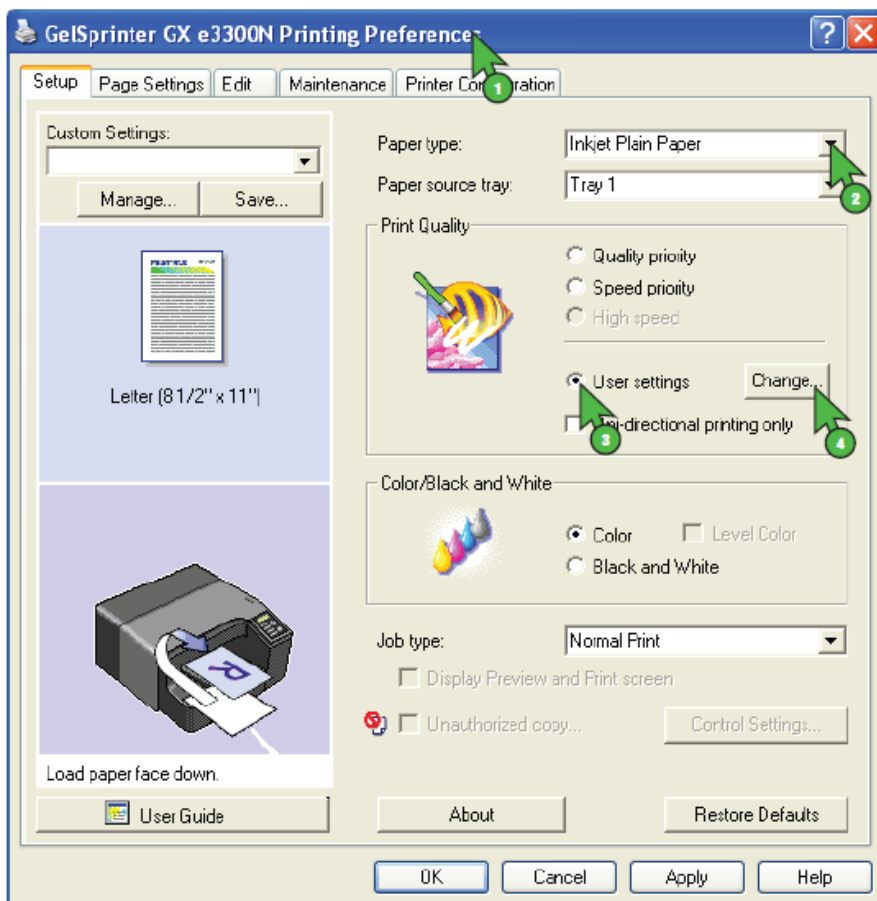 GelSprinter GX e3300N Printing Preferences
1
Setup Page Settings Edit Maintenance Printer
Custom Settings:
Manage... Save...
Letter (8 1/2" x 11")
Load paper face down.
User Guide
Paper type: Inkjet Plain Paper
2
Paper source tray: Tray 1
Print Quality
Quality priority
Speed priority
High speed
User settings Change...
3
4
directional printing only
Color/Black and White
Color Level Color
Black and White
Job type: Normal Print
Display Preview and Print screen
Unauthorized copy... Control Settings...
About Restore Defaults
OK Cancel Apply Help